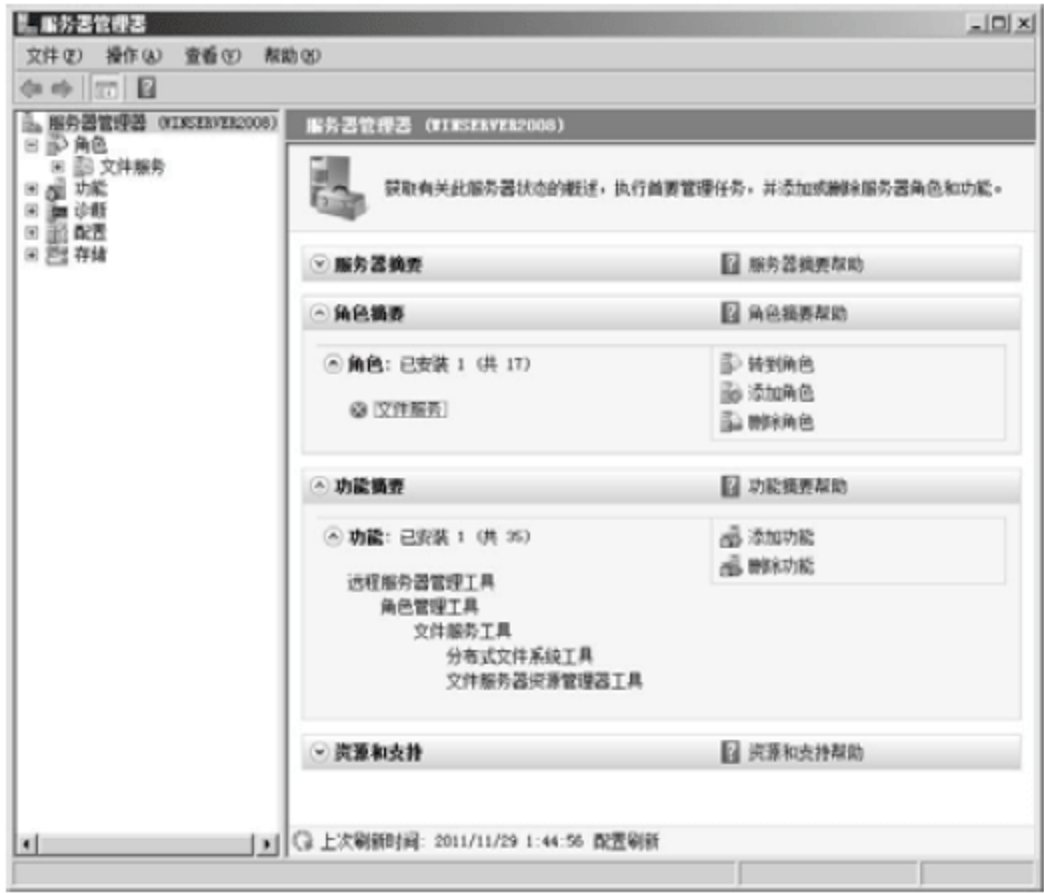 服务器管理器
文件(F) 操作(A) 查看(V) 帮助(H)
服务器管理器 (WINSERVER2008)
角色
文件服务
功能
诊断
配置
存储
服务器管理器 (WINSERVER2008)
获取有关此服务器状态的概述，执行首要管理任务，并添加或删除服务器角色和功能。
服务器摘要 服务器摘要帮助
角色摘要 角色摘要帮助
角色: 已安装 1 (共 17) 转到角色
添加角色
文件服务
删除角色
功能摘要 功能摘要帮助
功能: 已安装 1 (共 35) 添加功能
删除功能
远程服务器管理工具
角色管理工具
文件服务工具
分布式文件系统工具
文件服务器资源管理器工具
资源和支持 资源和支持帮助
上次刷新时间: 2011/11/29 1:44:56 配置刷新